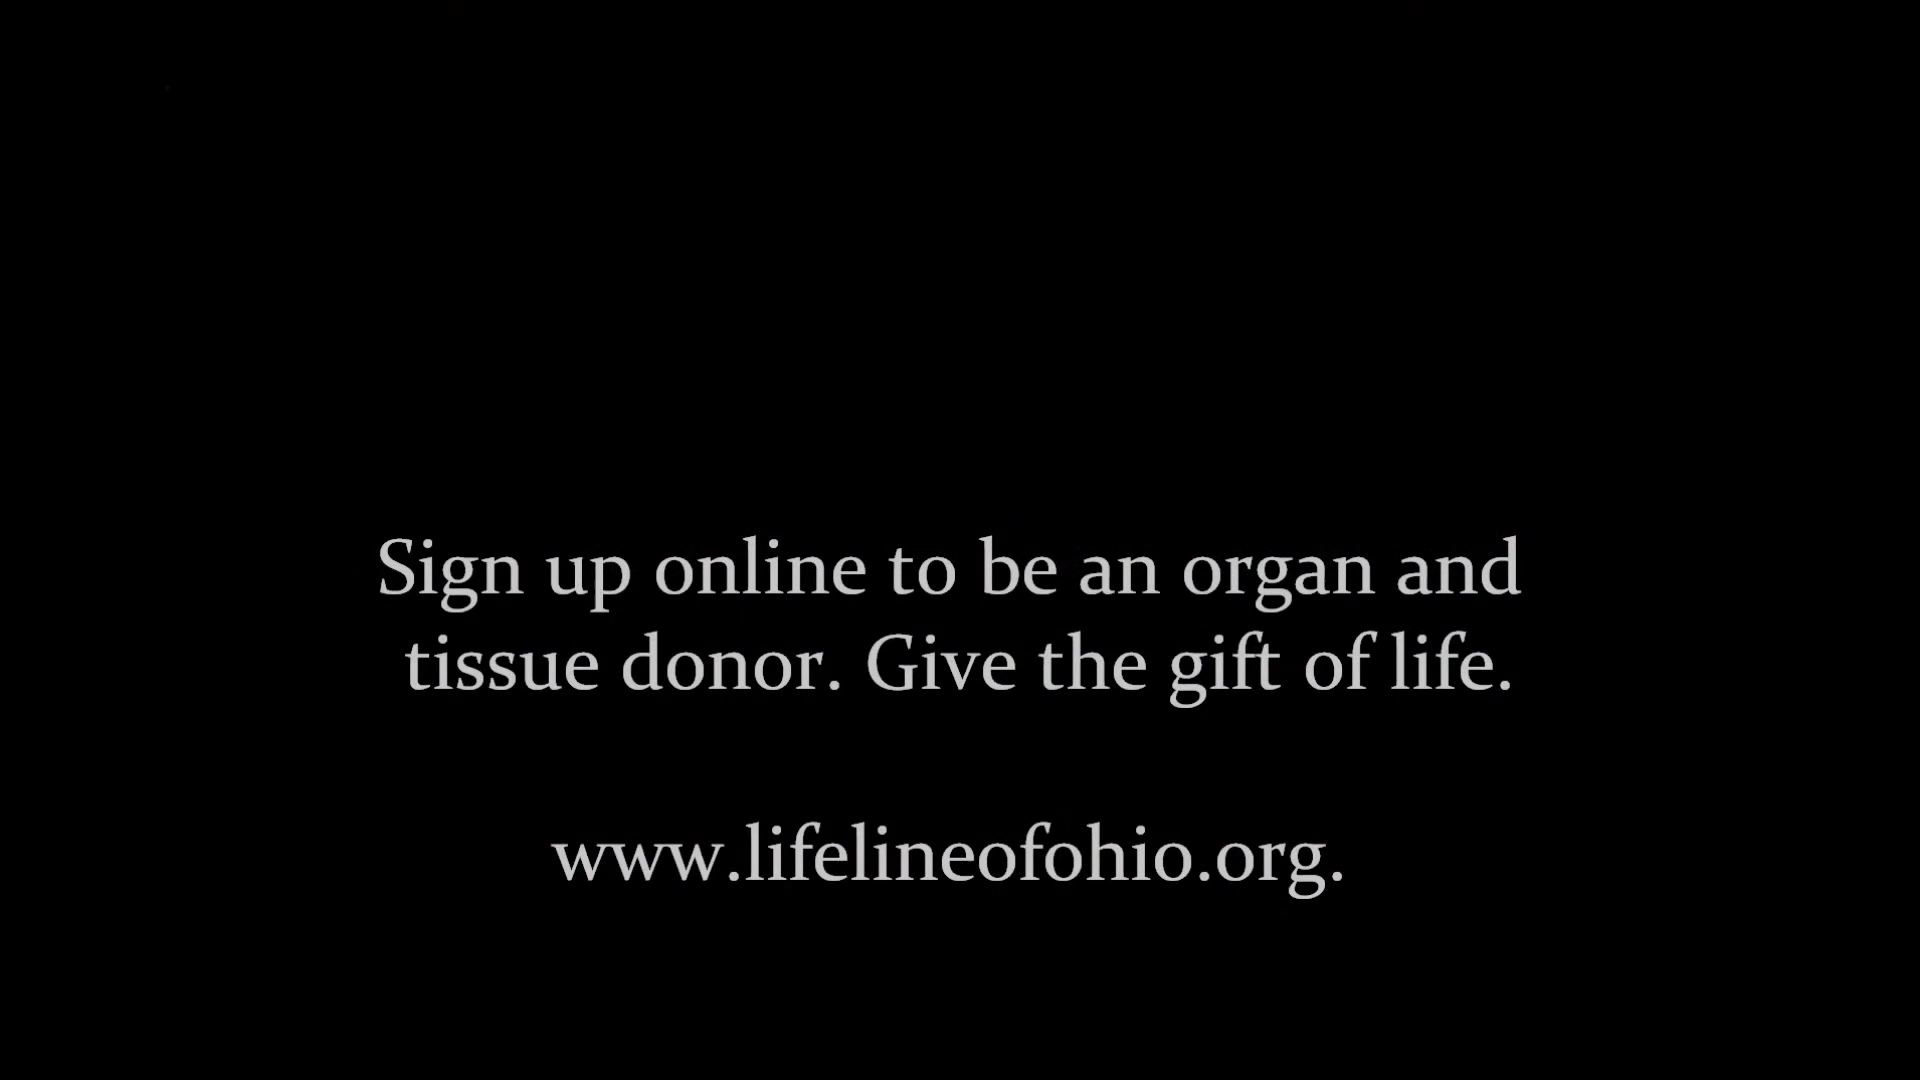 Sign up online to be an organ and
tissue donor. Give the gift of life.
www.lifelineofohio.org.